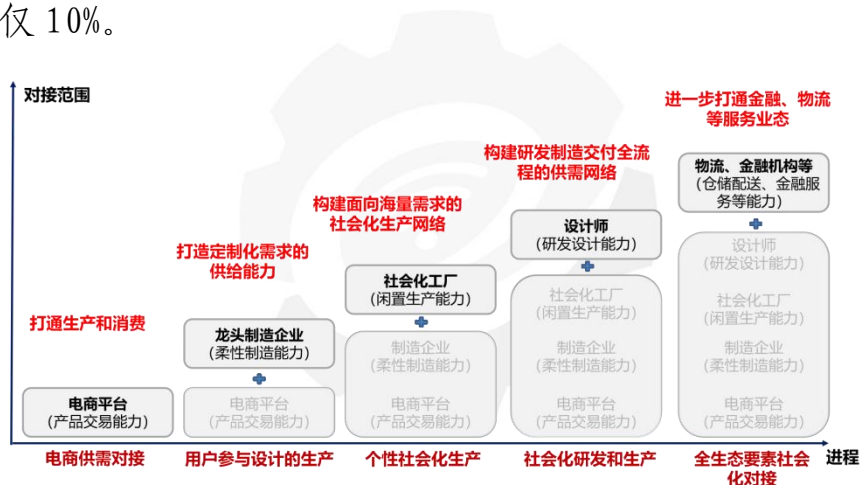 仅 10%。
对接范围
进一步打通金融、物流
等服务业态
物流、金融机构等
(仓储配送、金融服
务等能力)
构建研发制造交付全流
程的供需网络
设计师
(研发设计能力)
设计师
(研发设计能力)
构建面向海量需求的
社会化生产网络
打造定制化需求的
供给能力
社会化工厂
(闲置生产能力)
社会化工厂
(闲置生产能力)
社会化工厂
(闲置生产能力)
打通生产和消费
龙头制造企业
(柔性制造能力)
制造企业
(柔性制造能力)
制造企业
(柔性制造能力)
制造企业
(柔性制造能力)
电商平台
(产品交易能力)
电商平台
(产品交易能力)
电商平台
(产品交易能力)
电商平台
(产品交易能力)
电商平台
(产品交易能力)
电商供需对接
用户参与设计的生产
个性社会化生产
社会化研发和生产
全生态要素社会
化对接
进程